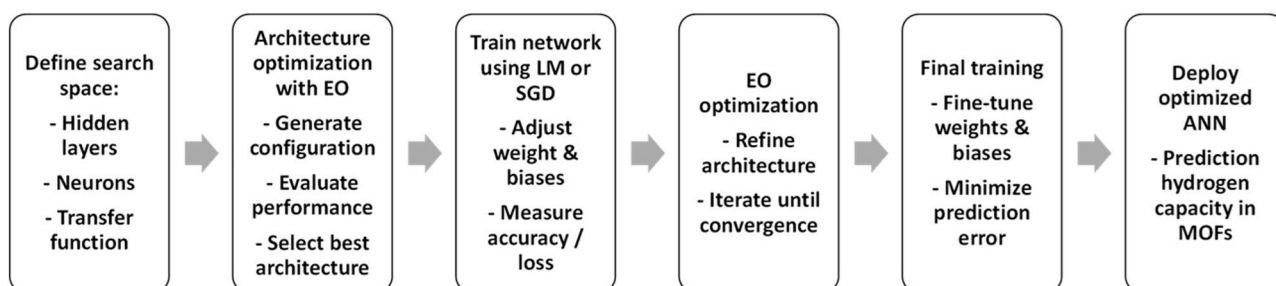 Define search
space:
- Hidden
layers
- Neurons
- Transfer
function
Architecture
optimization
with EO
- Generate
configuration
- Evaluate
performance
- Select best
architecture
Train network
using LM or
SGD
- Adjust
weight &
biases
- Measure
accuracy /
loss
EO
optimization
- Refine
architecture
- Iterate until
convergence
Final training
- Fine-tune
weights &
biases
- Minimize
prediction
error
Deploy
optimized
ANN
- Prediction
hydrogen
capacity in
MOFs